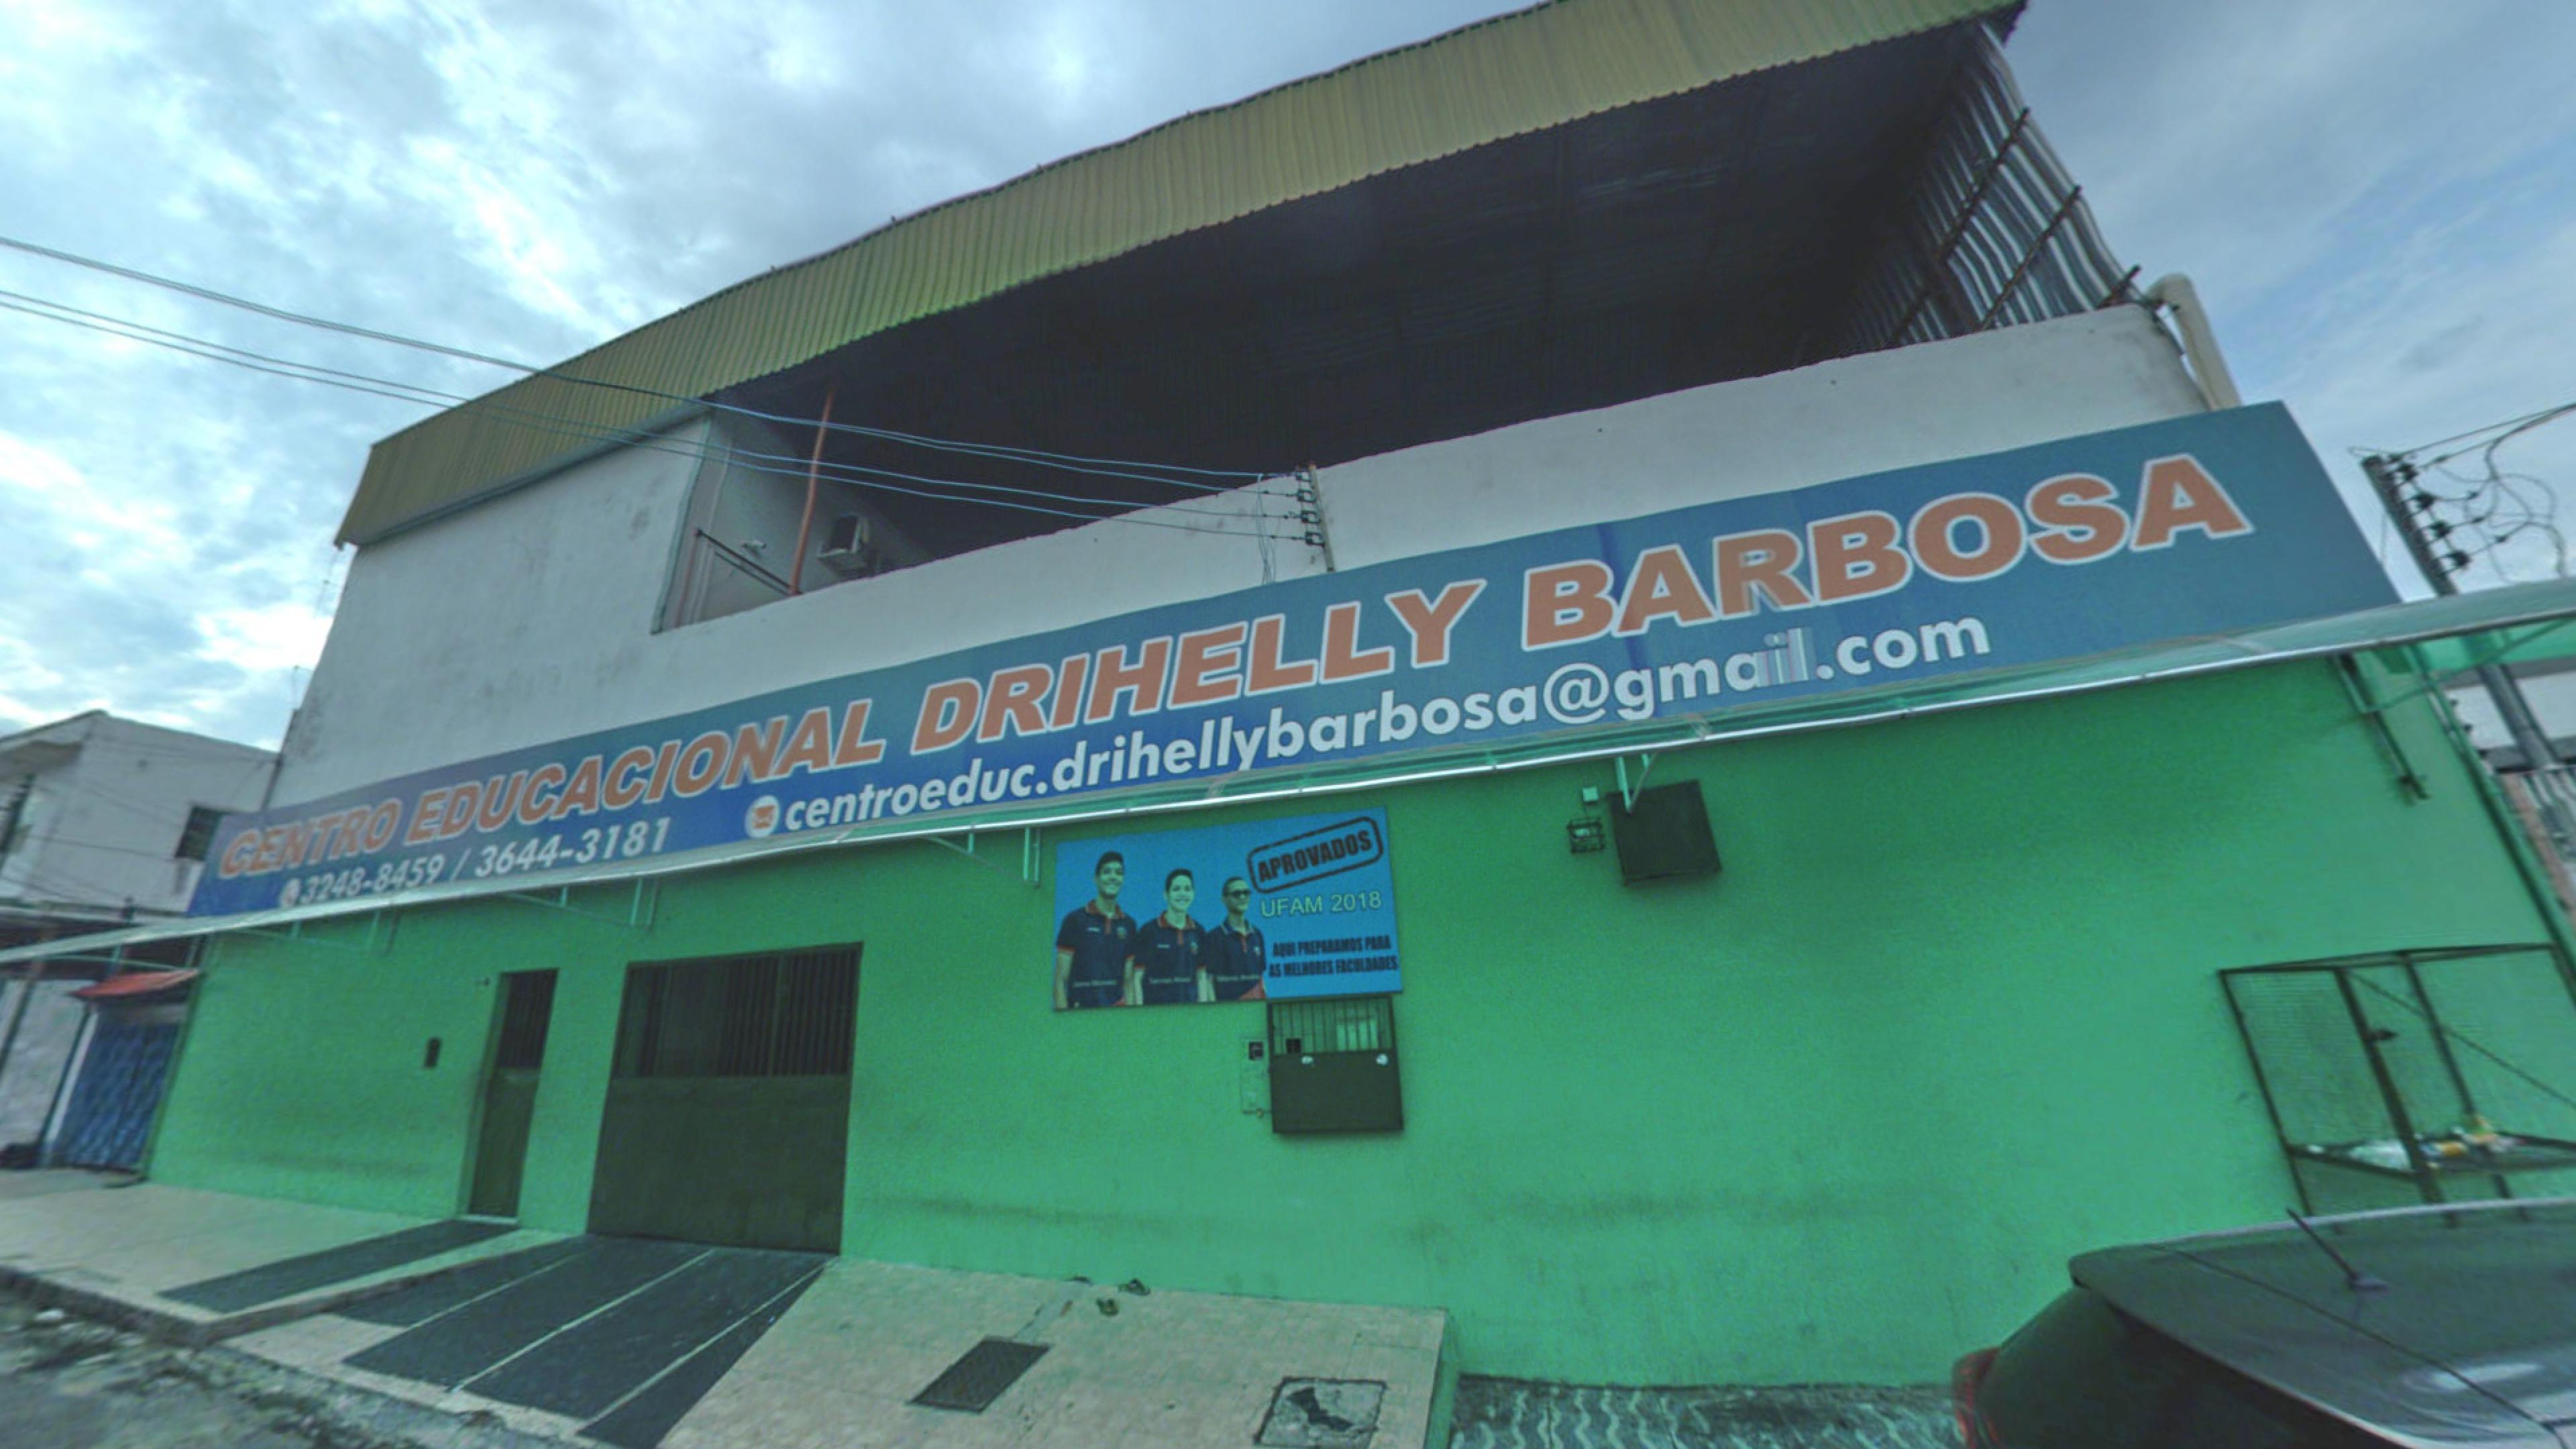 CENTRO EDUCACIONAL DRIHELLY BARBOSA
3248-8459 / 3644-3181
centroeduc.drihellybarbosa@gmail.com
APROVADOS
UFAM 2018
AQUI PREPARAMOS PARA
AS MELHORES FACULDADES